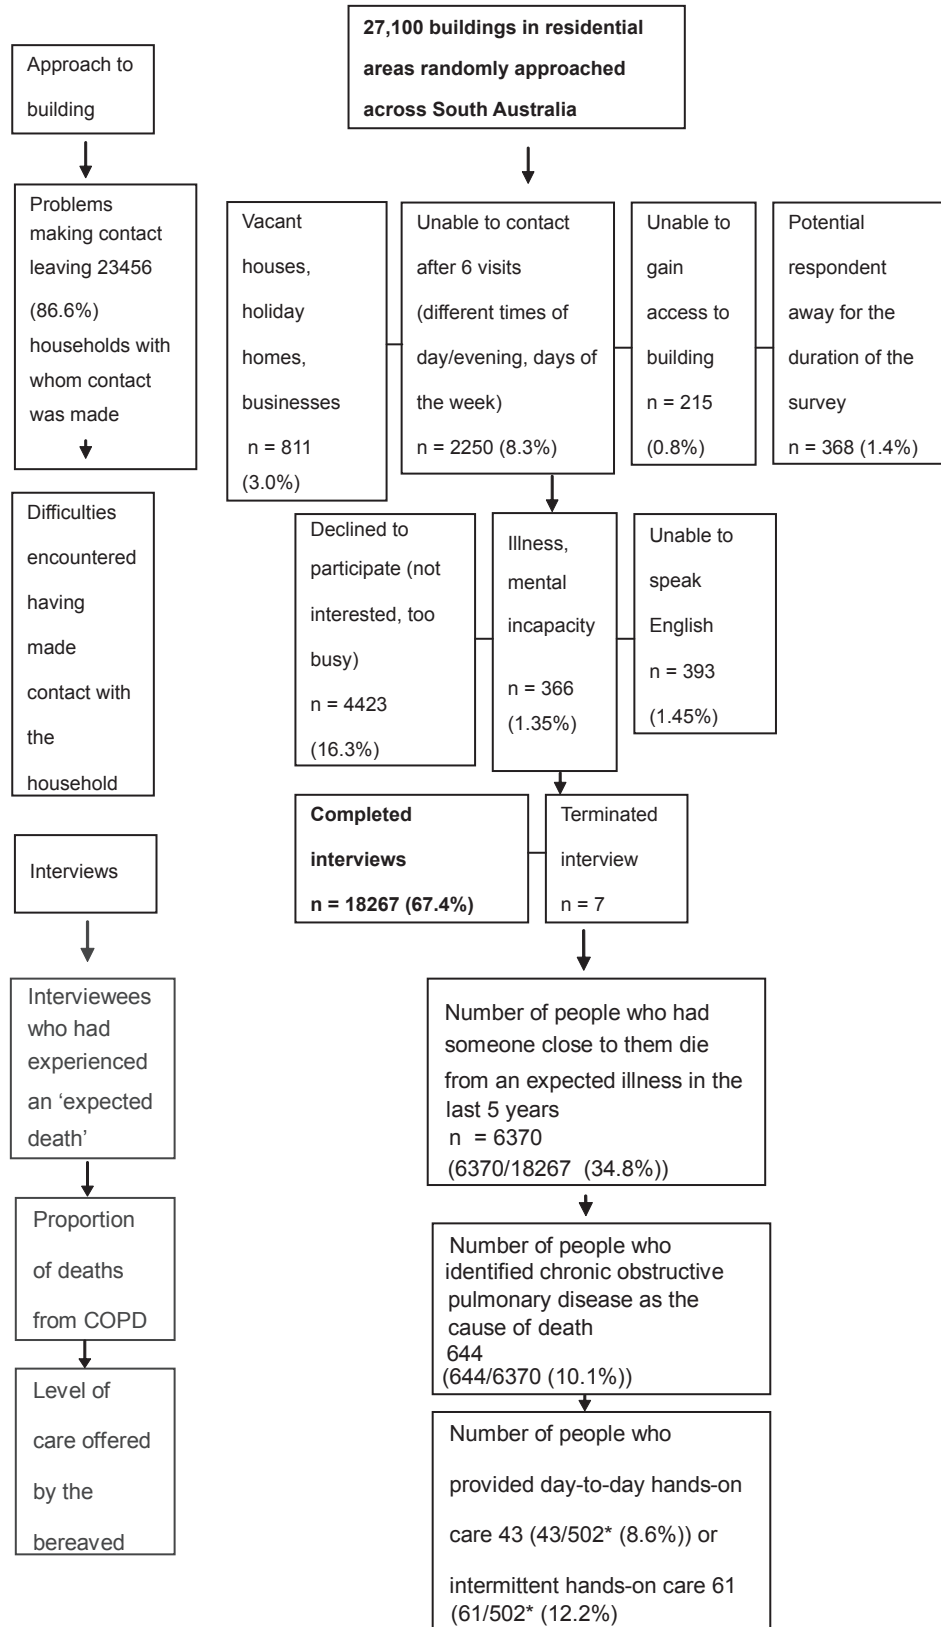 27,100 buildings in residential
areas randomly approached
across South Australia
Approach to
building
Problems
making contact
leaving 23456
(86.6%)
households with
whom contact
was made
Vacant
houses,
holiday
homes,
businesses
n = 811
(3.0%)
Unable to contact
after 6 visits
(different times of
day/evening, days of
the week)
n = 2250 (8.3%)
Unable to
gain
access to
building
n = 215
(0.8%)
Potential
respondent
away for the
duration of the
survey
n = 368 (1.4%)
Difficulties
encountered
having
made
contact with
the
household
Declined to
participate (not
interested, too
busy)
n = 4423
(16.3%)
Illness,
mental
incapacity
n = 366
(1.35%)
Unable to
speak
English
n = 393
(1.45%)
Interviews
Completed
interviews
n = 18267 (67.4%)
Terminated
interview
n = 7
Interviewees
who had
experienced
an ‘expected
death’
Number of people who had
someone close to them die
from an expected illness in the
last 5 years
n = 6370
(6370/18267 (34.8%))
Proportion
of deaths
from COPD
Number of people who
identified chronic obstructive
pulmonary disease as the
cause of death
644
(644/6370 (10.1%))
Level of
care offered
by the
bereaved
Number of people who
provided day-to-day hands-on
care 43 (43/502* (8.6%)) or
intermittent hands-on care 61
(61/502* (12.2%)